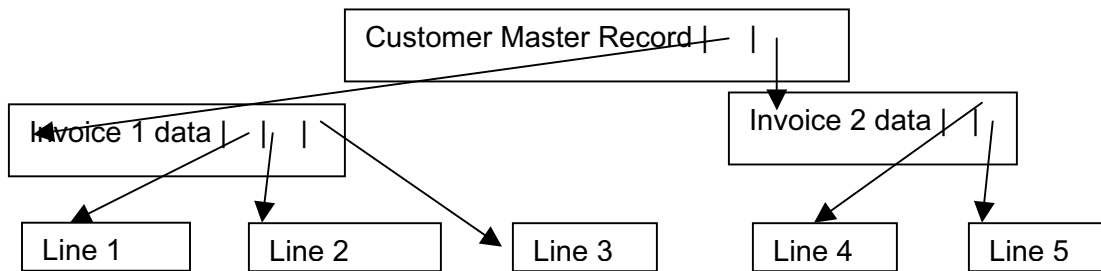 Customer Master Record | |
Invoice 1 data | | |
Invoice 2 data | |
Line 1
Line 2
Line 3
Line 4
Line 5